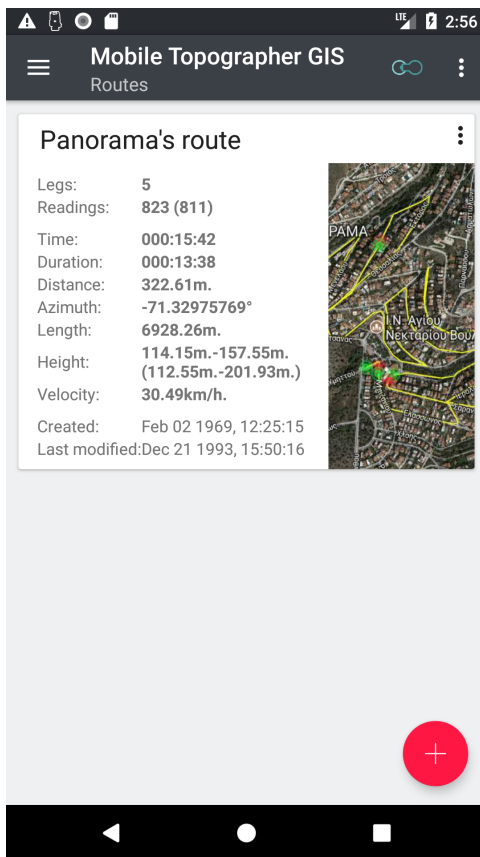 LTE 2:56
Mobile Topographer GIS
Routes
Panorama's route
Legs: 5
Readings: 823 (811)
Time: 000:15:42
Duration: 000:13:38
Distance: 322.61m.
Azimuth: -71.32975769°
Length: 6928.26m.
Height: 114.15m.-157.55m.
(112.55m.-201.93m.)
Velocity: 30.49km/h.
Created: Feb 02 1969, 12:25:15
Last modified:Dec 21 1993, 15:50:16
ΡΑΜΑ
Ι.Ν. Αγίου
Νεκταρίου Βουλ